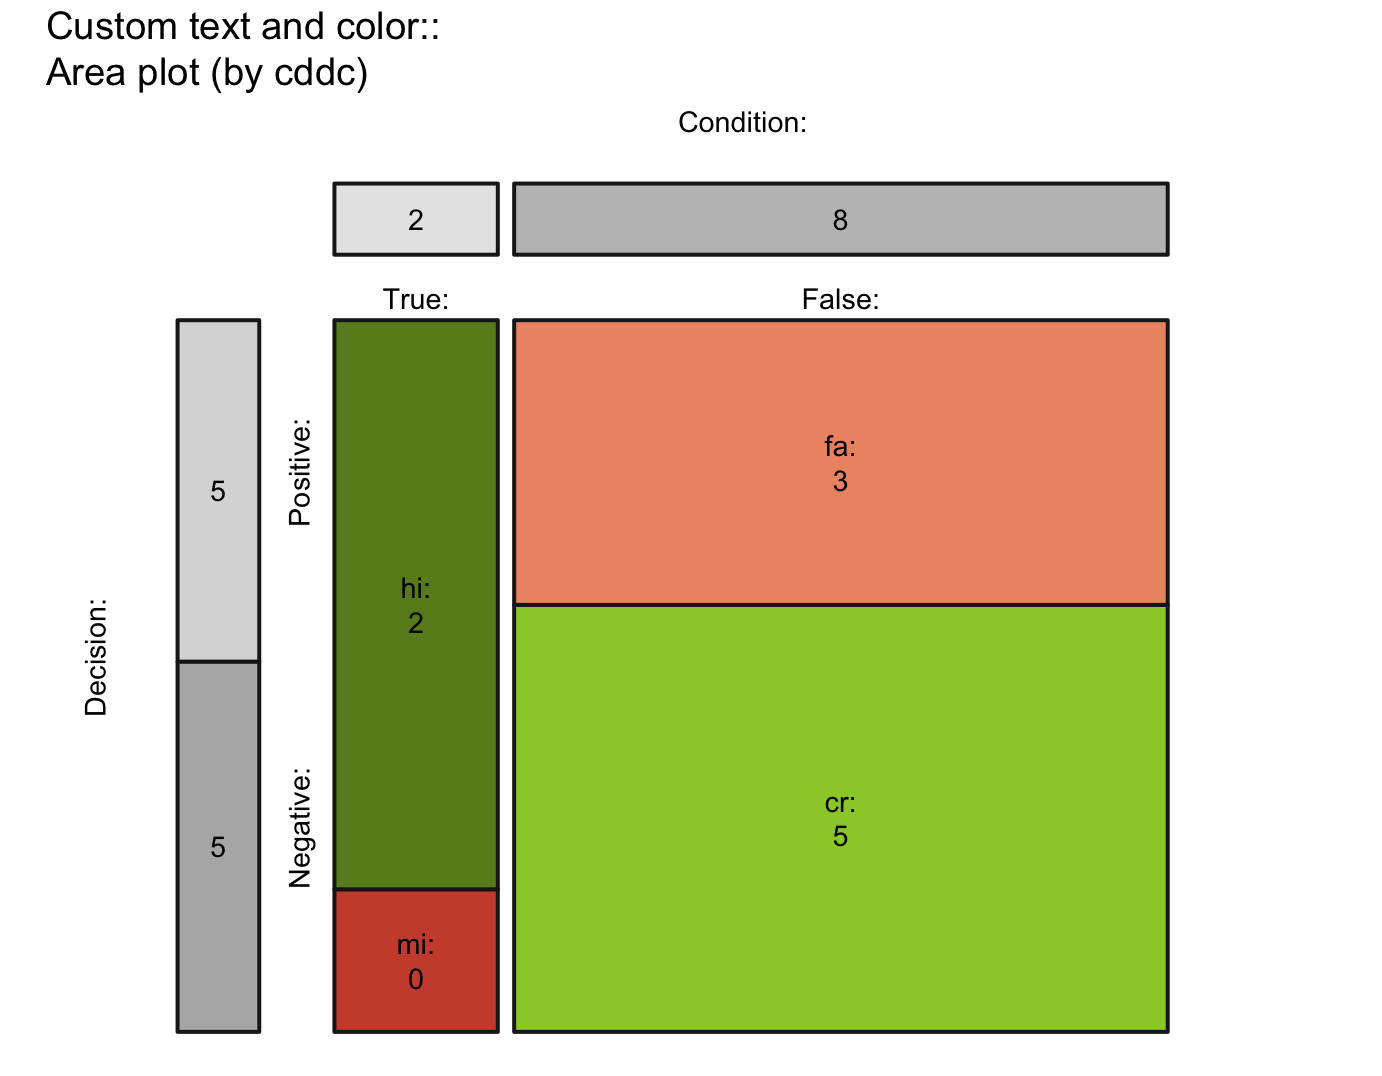 Custom text and color::
Area plot (by cddc)
Condition:
2
8
True:
False:
Decision:
5
5
Positive:
Negative:
hi:
2
mi:
0
fa:
3
cr:
5